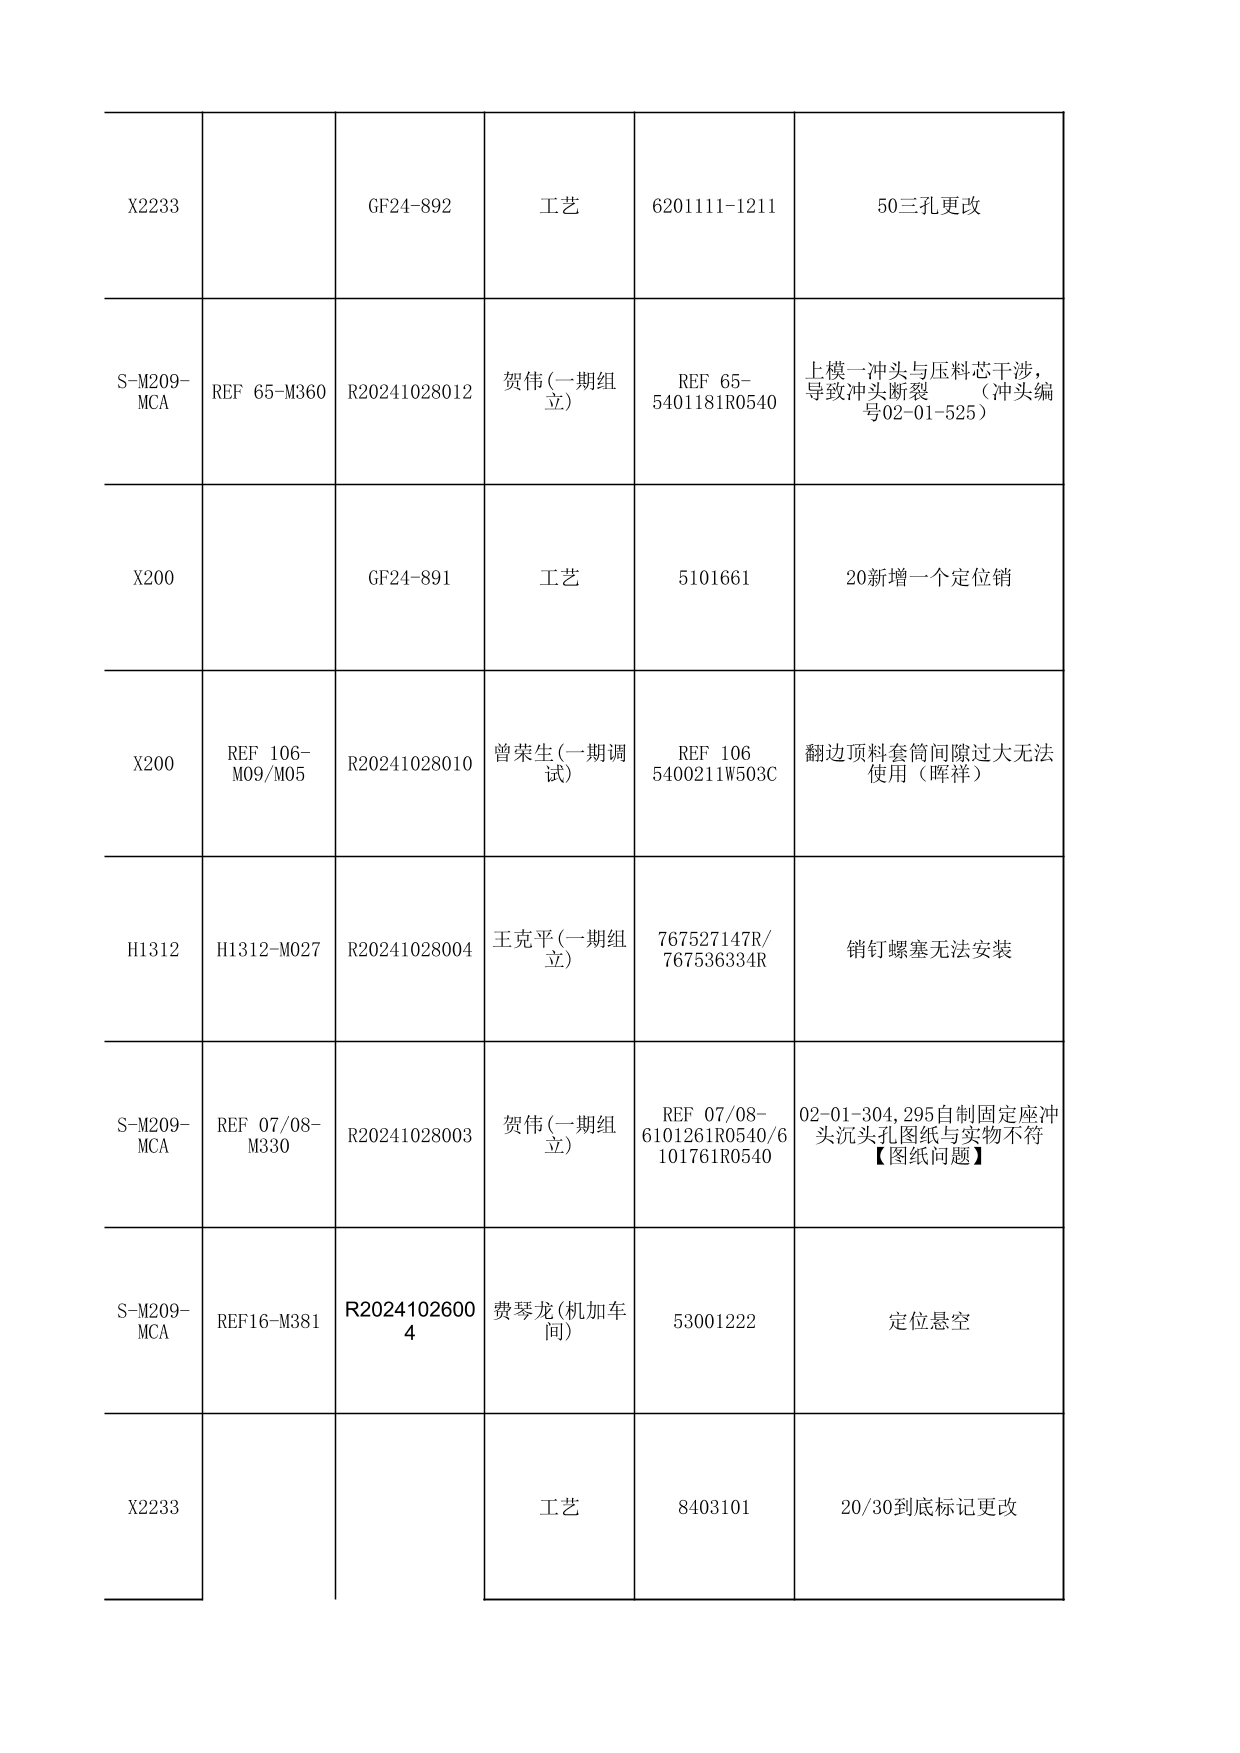 X2233
GF24-892
工艺
6201111-1211
50三孔更改
S-M209-
MCA
REF 65-M360
R20241028012
贺伟(一期组
立)
REF 65-
5401181R0540
上模一冲头与压料芯干涉，
导致冲头断裂　　（冲头编
号02-01-525）
X200
GF24-891
工艺
5101661
20新增一个定位销
X200
REF 106-
M09/M05
R20241028010
曾荣生(一期调
试)
REF 106
5400211W503C
翻边顶料套筒间隙过大无法
使用（晖祥）
H1312
H1312-M027
R20241028004
王克平(一期组
立)
767527147R/
767536334R
销钉螺塞无法安装
S-M209-
MCA
REF 07/08-
M330
R20241028003
贺伟(一期组
立)
REF 07/08-
6101261R0540/6
101761R0540
02-01-304,295自制固定座冲
头沉头孔图纸与实物不符
【图纸问题】
S-M209-
MCA
REF16-M381
R2024102600
4
费琴龙(机加车
间)
53001222
定位悬空
X2233
工艺
8403101
20/30到底标记更改